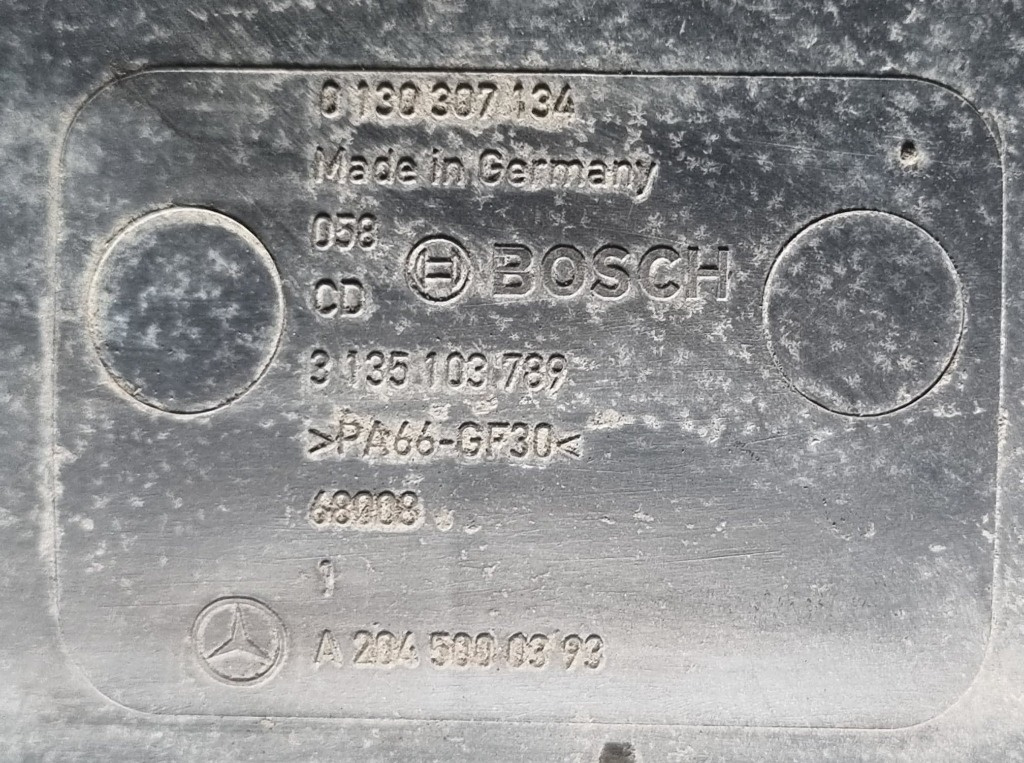 0 130 307 134
Made in Germany
058
BOSCH
CD
3 135 103 789
>PA66-GF30<
68008
1
A 204 500 03 93